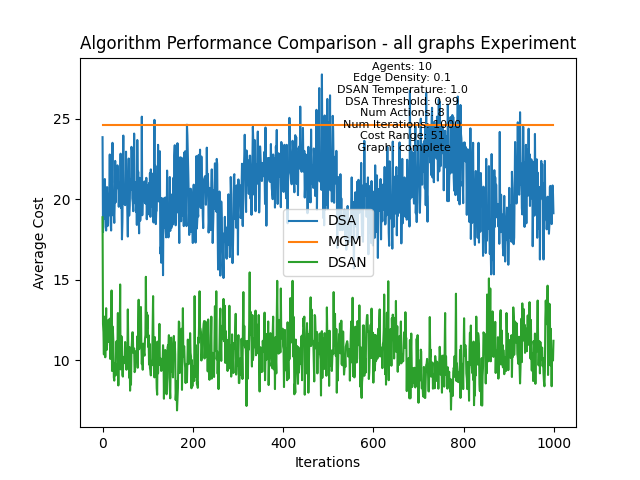 Algorithm Performance Comparison - all graphs Experiment
Agents: 10
Edge Density: 0.1
DSAN Temperature: 1.0
DSA Threshold: 0.99
Num Actions: 8
Num Iterations: 1000
Cost Range: 51
Graph: complete
Average Cost
25
20
15
10
DSA
MGM
DSAN
0
200
400
600
800
1000
Iterations